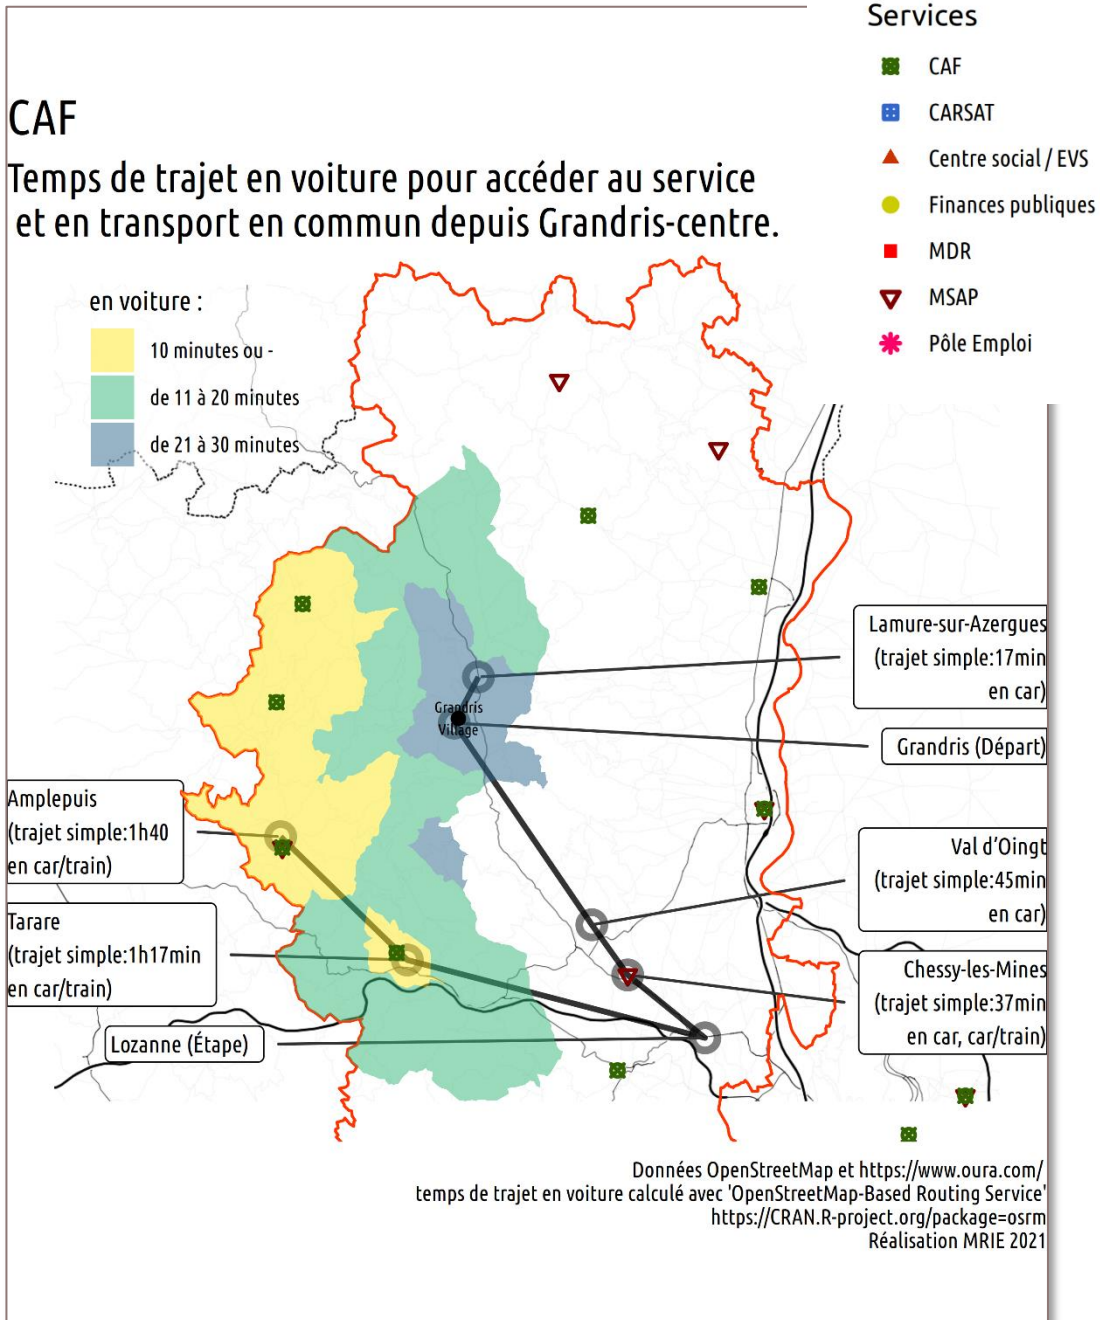 Services
CAF
CARSAT
Centre social / EVS
Finances publiques
MDR
MSAP
Pôle Emploi
CAF
Temps de trajet en voiture pour accéder au service
et en transport en commun depuis Grandris-centre.
en voiture :
10 minutes ou -
de 11 à 20 minutes
de 21 à 30 minutes
Lamure-sur-Azergues
(trajet simple:17min
en car)
Grandris
Village
Grandris (Départ)
Amplepuis
(trajet simple:1h40
en car/train)
Val d'Oingt
(trajet simple:45min
en car)
Tarare
(trajet simple:1h17min
en car/train)
Chessy-les-Mines
(trajet simple:37min
en car, car/train)
Lozanne (Étape)
Données OpenStreetMap et https://www.oura.com/
temps de trajet en voiture calculé avec 'OpenStreetMap-Based Routing Service'
https://CRAN.R-project.org/package=osrm
Réalisation MRIE 2021